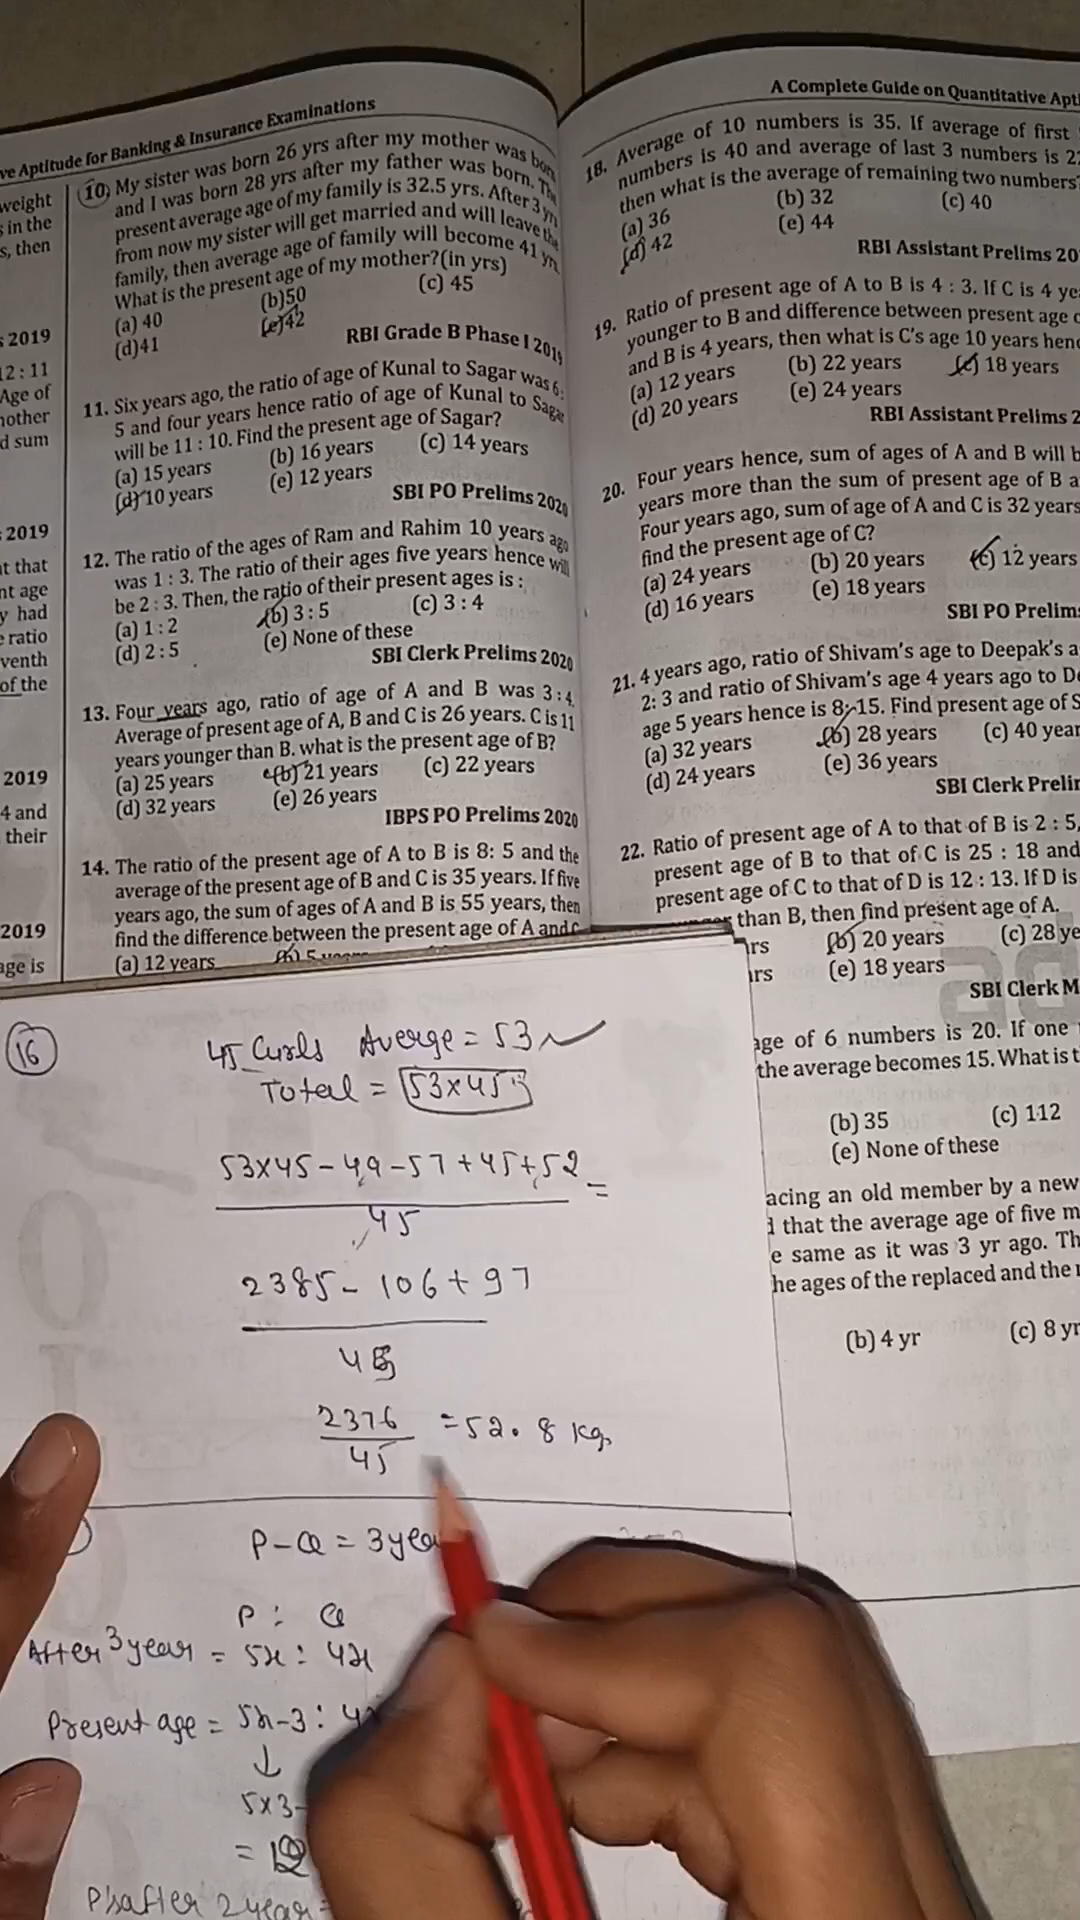 ve Aptitude for Banking & Insurance Examinations
weight
s in the
s, then
2019
12 : 11
Age of
nother
d sum
2019
at that
nt age
y had
e ratio
venth
of the
2019
4 and
their
2019
age is
10. My sister was born 26 yrs after my mother was born
and I was born 28 yrs after my father was born. The
present average age of my family is 32.5 yrs. After 3 yrs
from now my sister will get married and will leave the
family, then average age of family will become 41 yrs.
What is the present age of my mother?(in yrs)
(a) 40 (b)50 (c) 45
(d)41 (e)42
RBI Grade B Phase I 2019
11. Six years ago, the ratio of age of Kunal to Sagar was 6:
5 and four years hence ratio of age of Kunal to Sagar
will be 11 : 10. Find the present age of Sagar?
(a) 15 years (b) 16 years (c) 14 years
(d) 10 years (e) 12 years
SBI PO Prelims 2020
12. The ratio of the ages of Ram and Rahim 10 years ago
was 1 : 3. The ratio of their ages five years hence will
be 2 : 3. Then, the ratio of their present ages is :
(a) 1 : 2 (b) 3 : 5 (c) 3 : 4
(d) 2 : 5 (e) None of these
SBI Clerk Prelims 2020
13. Four years ago, ratio of age of A and B was 3 : 4.
Average of present age of A, B and C is 26 years. C is 11
years younger than B. what is the present age of B?
(a) 25 years (b) 21 years (c) 22 years
(d) 32 years (e) 26 years
IBPS PO Prelims 2020
14. The ratio of the present age of A to B is 8: 5 and the
average of the present age of B and C is 35 years. If five
years ago, the sum of ages of A and B is 55 years, then
find the difference between the present age of A and C
(a) 12 years (b) 5 years
A Complete Guide on Quantitative Apti
18. Average of 10 numbers is 35. If average of first
numbers is 40 and average of last 3 numbers is 2
then what is the average of remaining two numbers?
(a) 36 (b) 32 (c) 40
(d) 42 (e) 44
RBI Assistant Prelims 20
19. Ratio of present age of A to B is 4 : 3. If C is 4 ye
younger to B and difference between present age o
and B is 4 years, then what is C's age 10 years henc
(a) 12 years (b) 22 years (c) 18 years
(d) 20 years (e) 24 years
RBI Assistant Prelims 2
20. Four years hence, sum of ages of A and B will b
years more than the sum of present age of B a
Four years ago, sum of age of A and C is 32 years
find the present age of C?
(a) 24 years (b) 20 years (c) 12 years
(d) 16 years (e) 18 years
SBI PO Prelims
21. 4 years ago, ratio of Shivam's age to Deepak's a
2: 3 and ratio of Shivam's age 4 years ago to De
age 5 years hence is 8:15. Find present age of S
(a) 32 years (b) 28 years (c) 40 year
(d) 24 years (e) 36 years
SBI Clerk Prelim
22. Ratio of present age of A to that of B is 2 : 5,
present age of B to that of C is 25 : 18 and
present age of C to that of D is 12 : 13. If D is
than B, then find present age of A.
rs (b) 20 years (c) 28 ye
rs (e) 18 years
SBI Clerk M
age of 6 numbers is 20. If one
the average becomes 15. What is t
(b) 35 (c) 112
(e) None of these
acing an old member by a new
d that the average age of five m
e same as it was 3 yr ago. Th
he ages of the replaced and the
(b) 4 yr (c) 8 yr
16
45 Girls Average = 53
Total = 53×45
53×45 - 49 - 57 + 45 + 52 =
45
2385 - 106 + 97
45
2376 = 52.8 kg.
45
P - Q = 3 yea
P : Q
After 3 year = 5x : 4x
Present age = 5x-3 : 4x
↓
5×3-
= 12
P's after 2 year =